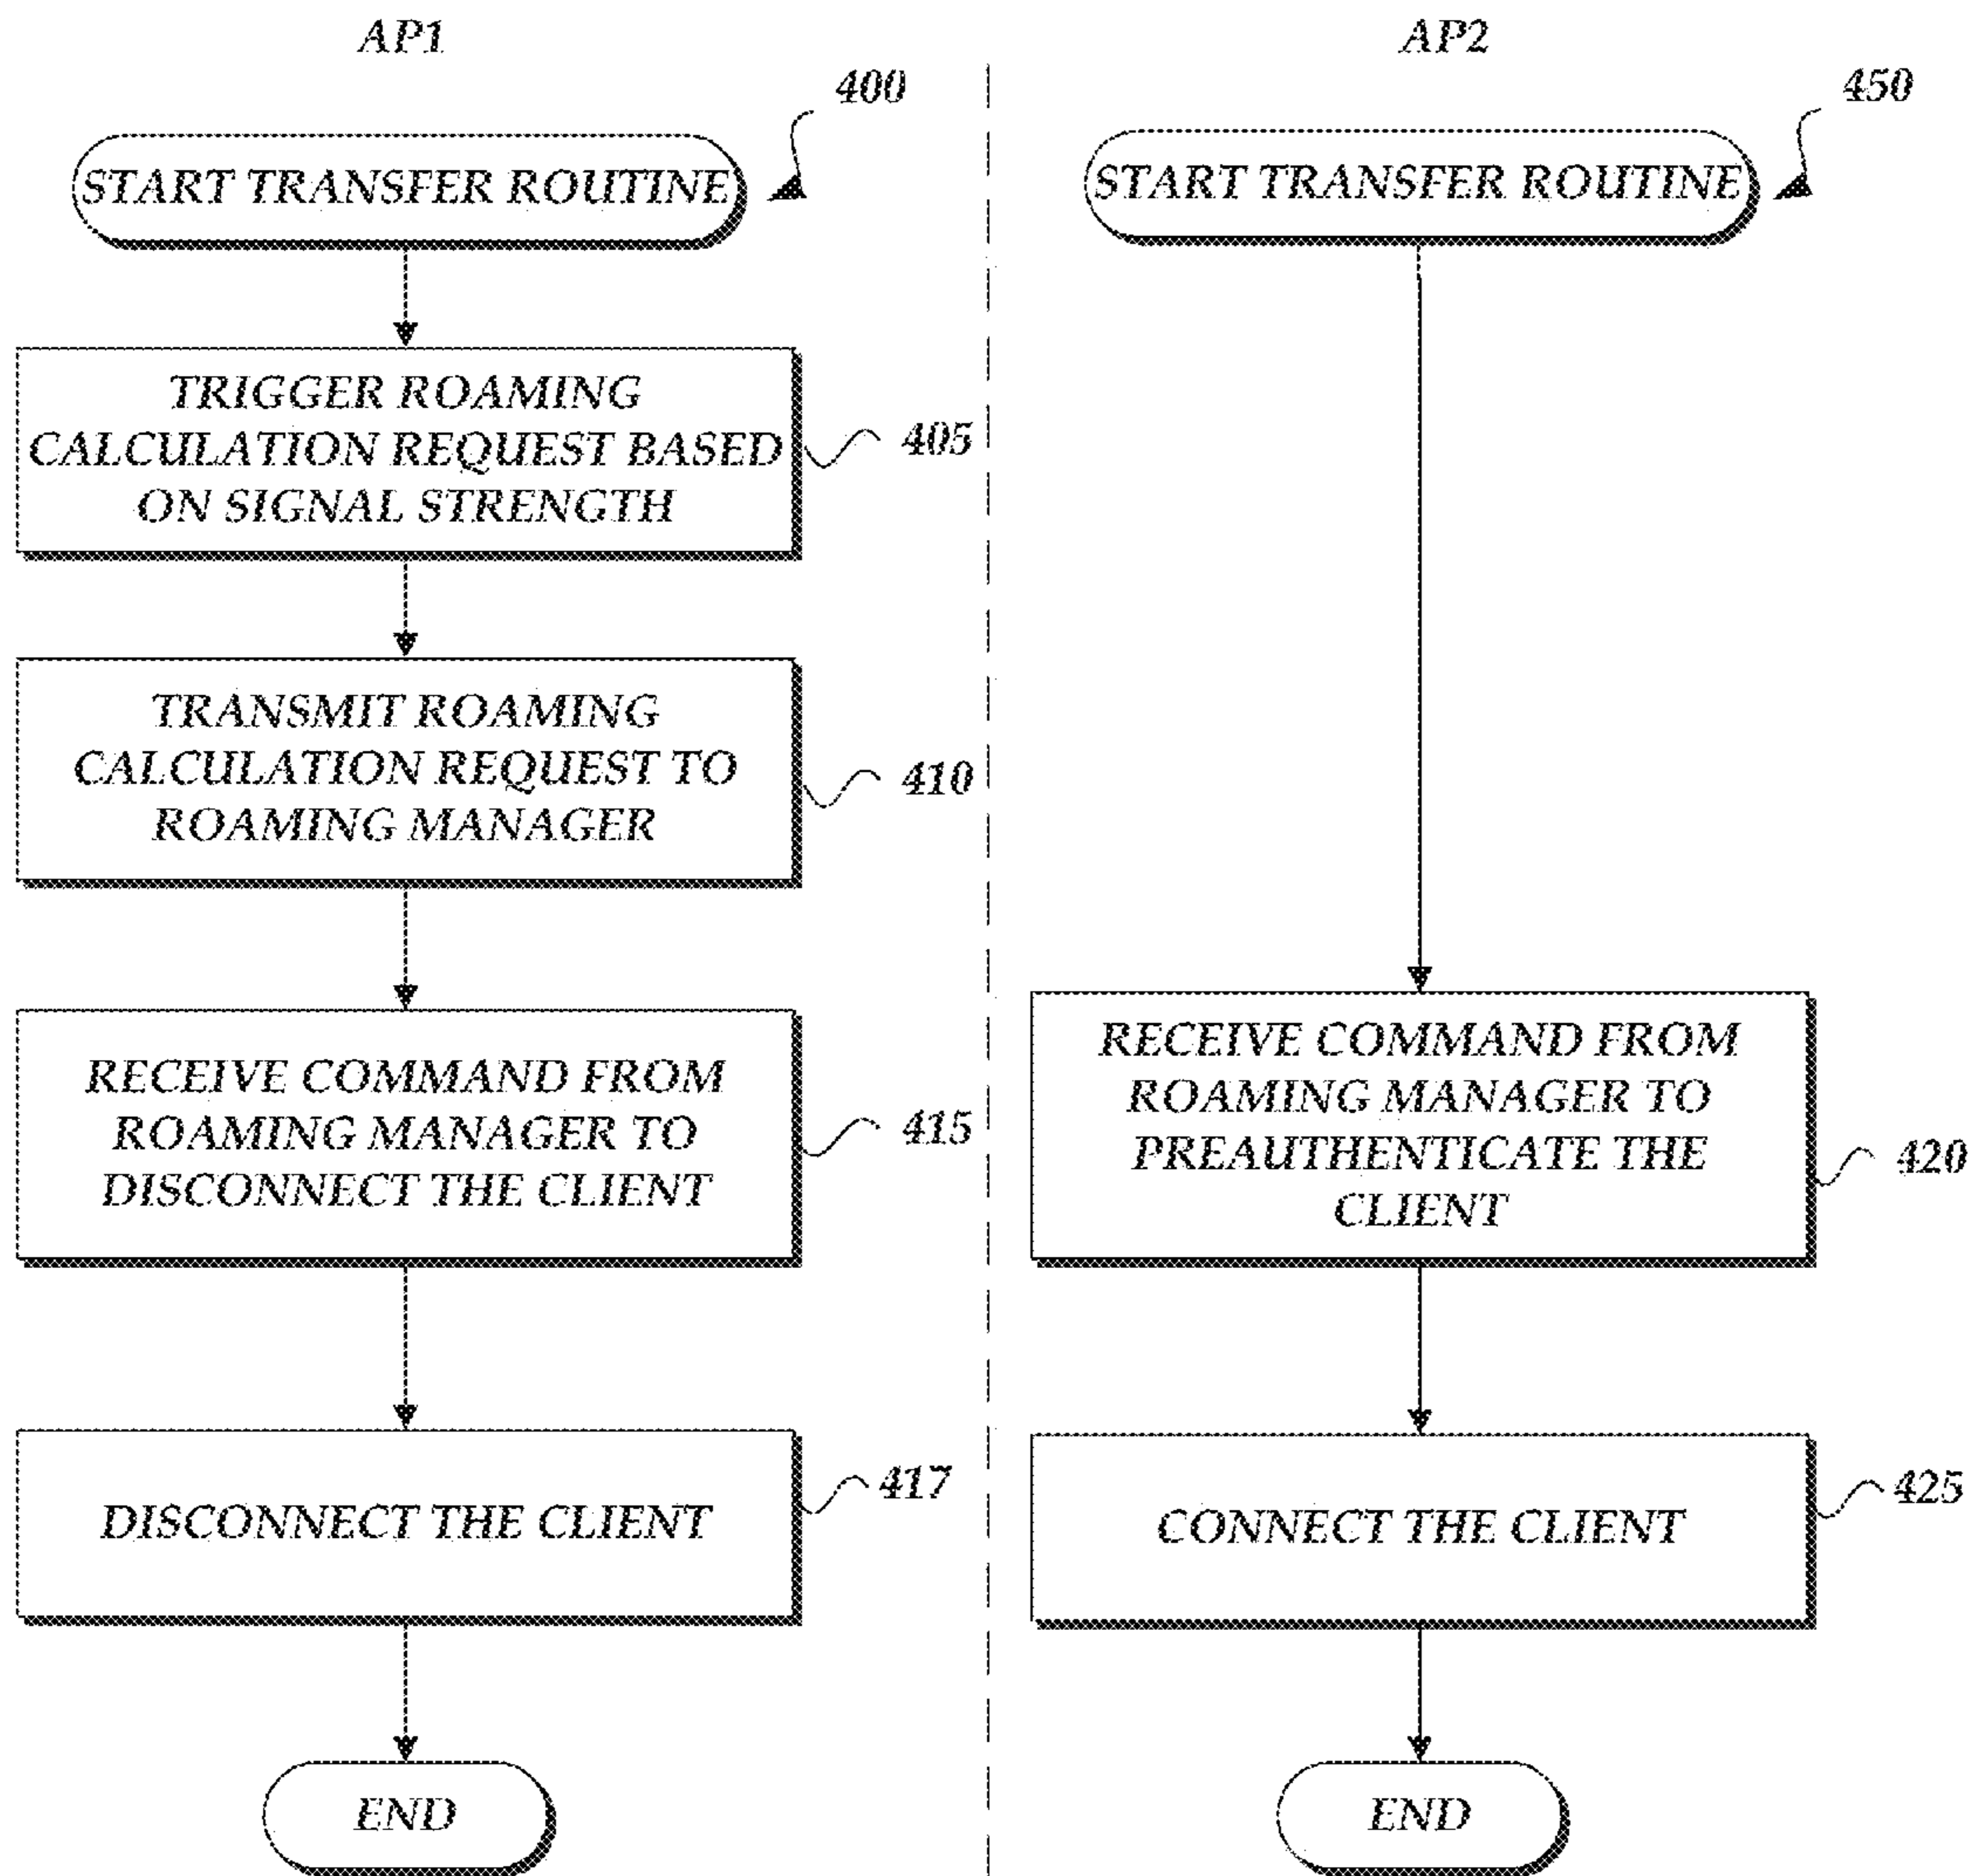 AP1
400
START TRANSFER ROUTINE
TRIGGER ROAMING
CALCULATION REQUEST BASED
ON SIGNAL STRENGTH
405
TRANSMIT ROAMING
CALCULATION REQUEST TO
ROAMING MANAGER
410
RECEIVE COMMAND FROM
ROAMING MANAGER TO
DISCONNECT THE CLIENT
415
DISCONNECT THE CLIENT
417
END
AP2
450
START TRANSFER ROUTINE
RECEIVE COMMAND FROM
ROAMING MANAGER TO
PREAUTHENTICATE THE
CLIENT
420
CONNECT THE CLIENT
425
END